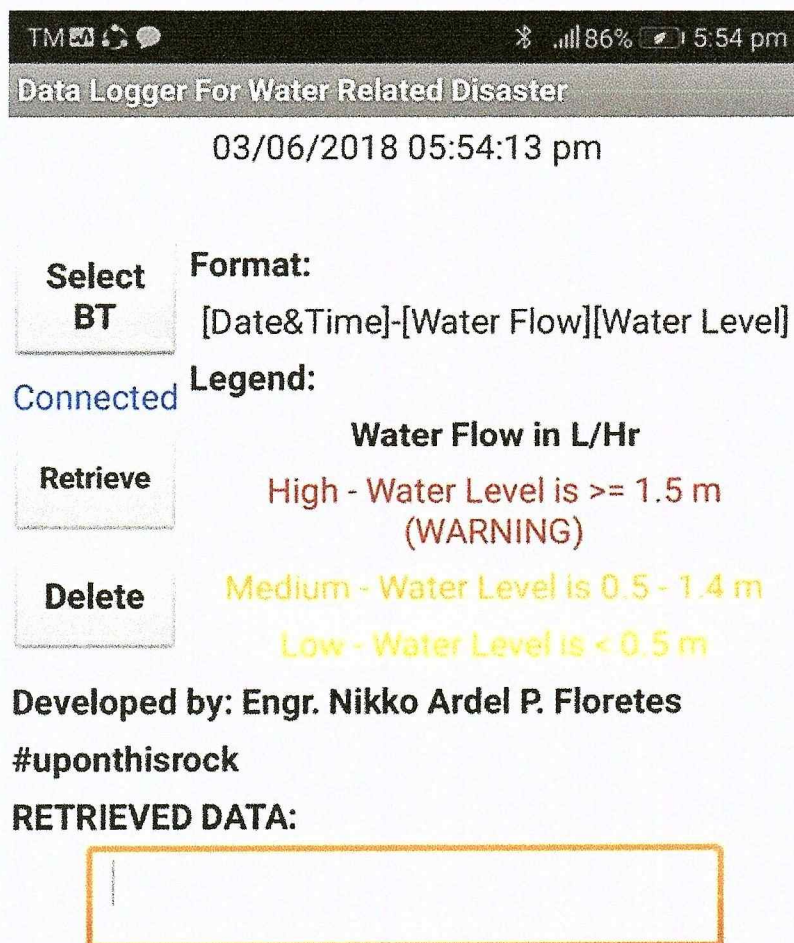 TM 86% 5:54 pm
Data Logger For Water Related Disaster
03/06/2018 05:54:13 pm
Select
BT
Format:
[Date&Time]-[Water Flow][Water Level]
Connected
Legend:
Water Flow in L/Hr
Retrieve
High - Water Level is >= 1.5 m
(WARNING)
Delete
Medium - Water Level is 0.5 - 1.4 m
Low - Water Level is < 0.5 m
Developed by: Engr. Nikko Ardel P. Floretes
#uponthisrock
RETRIEVED DATA: